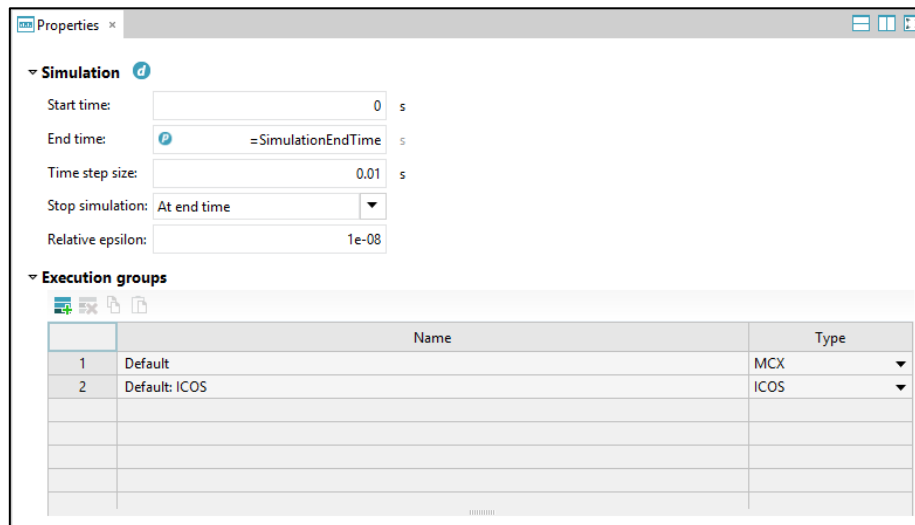 Properties ×
Simulation d
Start time: 0 s
End time: P =SimulationEndTime s
Time step size: 0.01 s
Stop simulation: At end time
Relative epsilon: 1e-08
Execution groups
Name Type
1 Default MCX
2 Default: ICOS ICOS